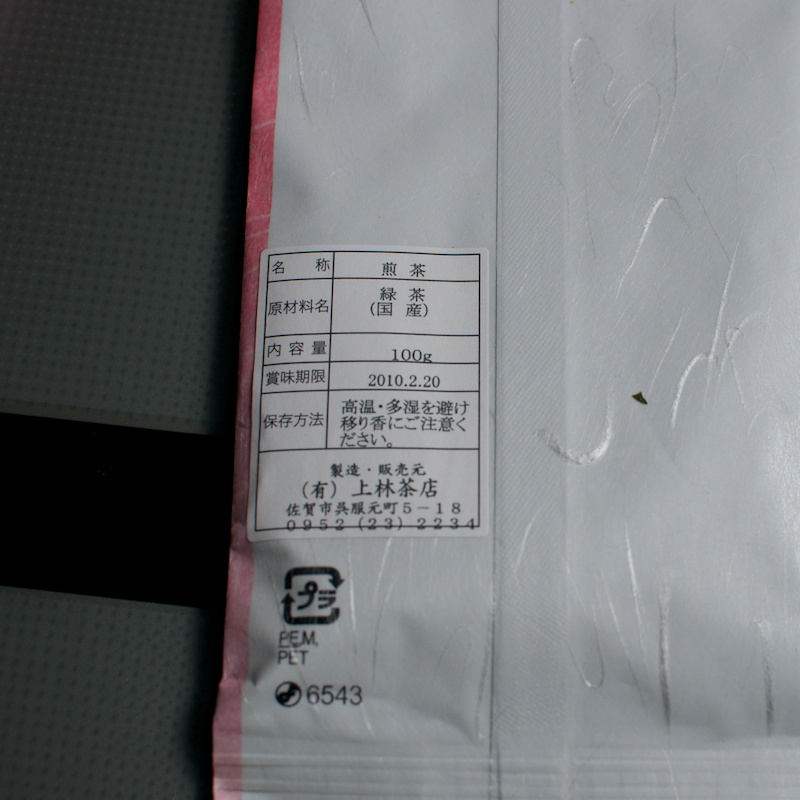 名 称 煎 茶
原材料名 緑 茶
(国 産)
内 容 量 100g
賞味期限 2010.2.20
保存方法 高温・多湿を避け
移り香にご注意く
ださい。
製造・販売元
(有) 上林茶店
佐賀市呉服元町5－18
0952 (23) 2234
プラ
P.E,M,
PET
6543